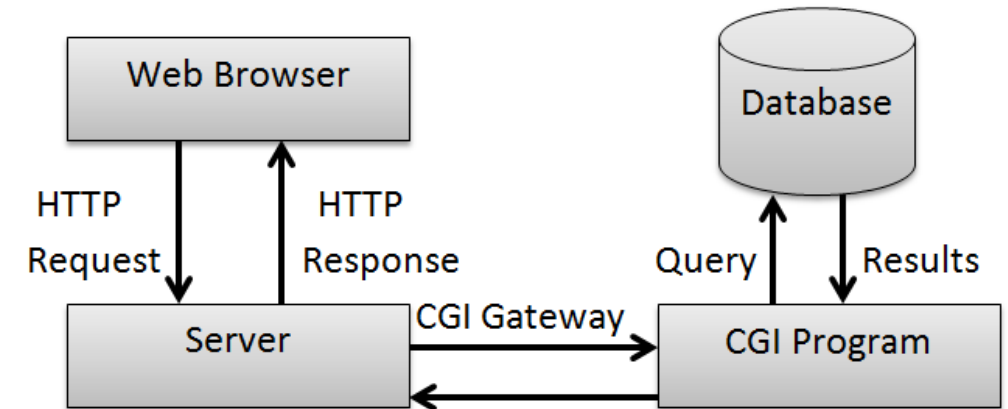 Web Browser
Database
HTTP
Request
HTTP
Response
Query
Results
Server
CGI Gateway
CGI Program